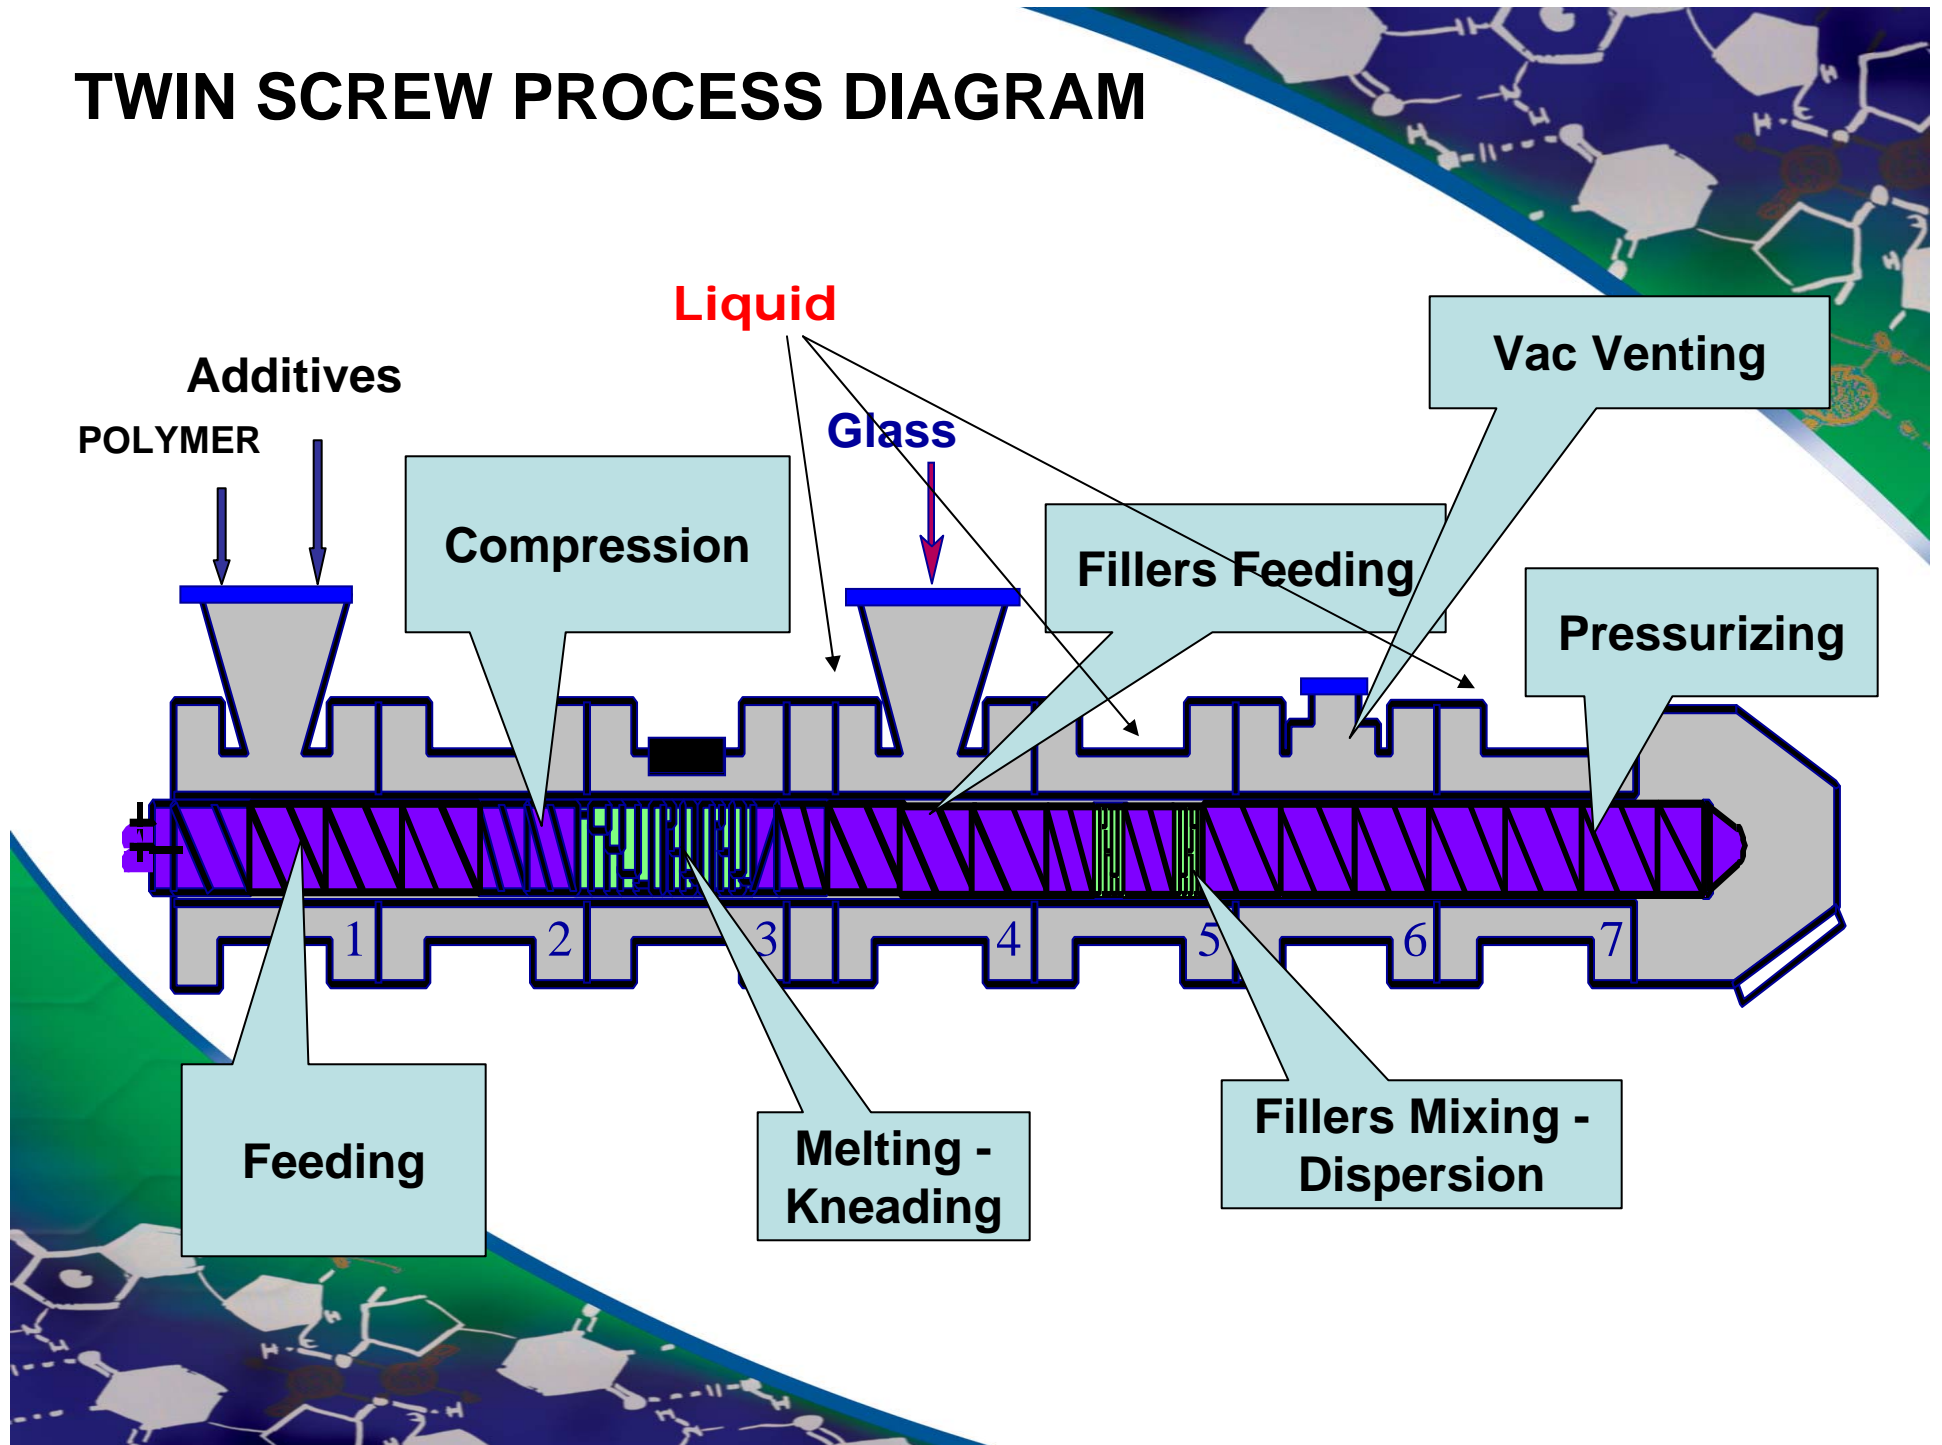 TWIN SCREW PROCESS DIAGRAM
Liquid
Vac Venting
Additives
POLYMER
Glass
Compression
Fillers Feeding
Pressurizing
1
2
3
4
5
6
7
Feeding
Melting -
Kneading
Fillers Mixing -
Dispersion